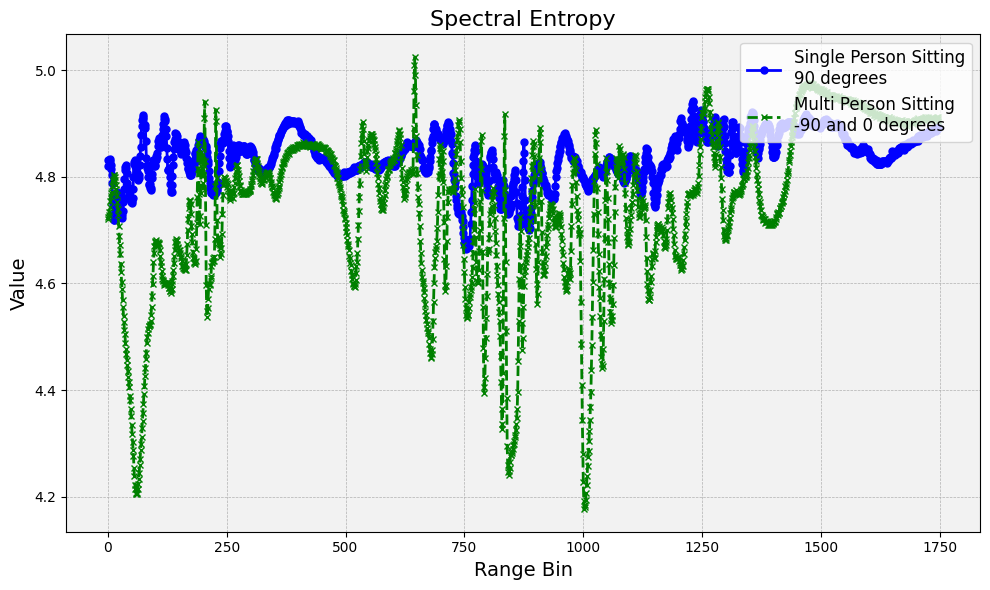 Spectral Entropy
Single Person Sitting
90 degrees
Multi Person Sitting
-90 and 0 degrees
Value
5.0
4.8
4.6
4.4
4.2
0
250
500
750
1000
1250
1500
1750
Range Bin